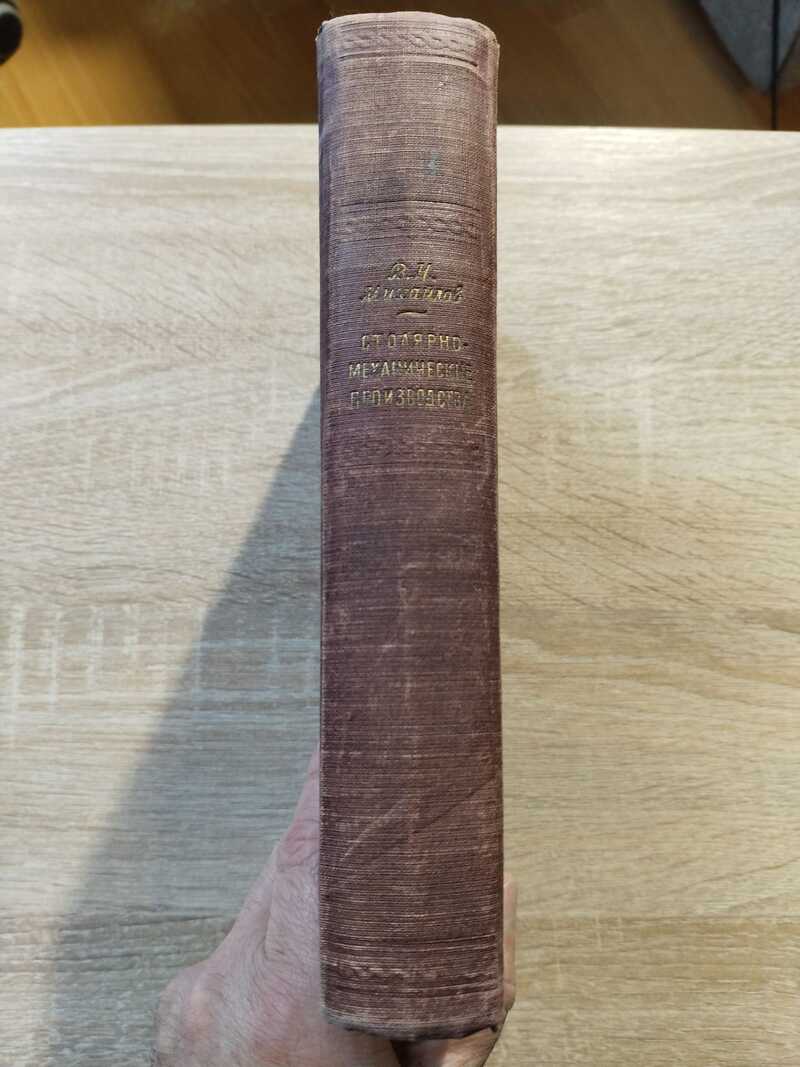 В. Н.
Михайлов
СТОЛЯРНО-
МЕХАНИЧЕСКИЕ
ПРОИЗВОДСТВА